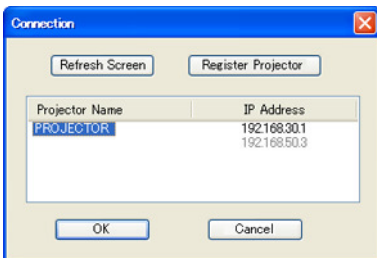 Connection
Refresh Screen Register Projector
Projector Name IP Address
PROJECTOR 192.168.30.1
192.168.50.3
OK Cancel